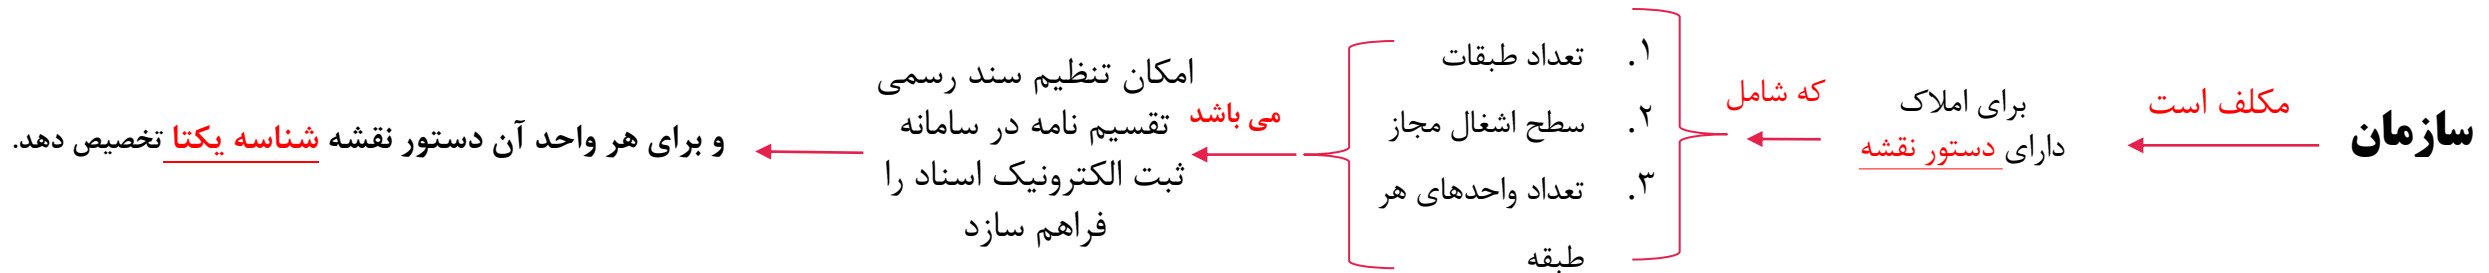 سازمان
مکلف است
برای املاک
دارای دستور نقشه
که شامل
۱. تعداد طبقات
۲. سطح اشغال مجاز
۳. تعداد واحدهای هر
طبقه
می باشد
امکان تنظیم سند رسمی
تقسیم نامه در سامانه
ثبت الکترونیک اسناد را
فراهم سازد
و برای هر واحد آن دستور نقشه شناسه یکتا تخصیص دهد.